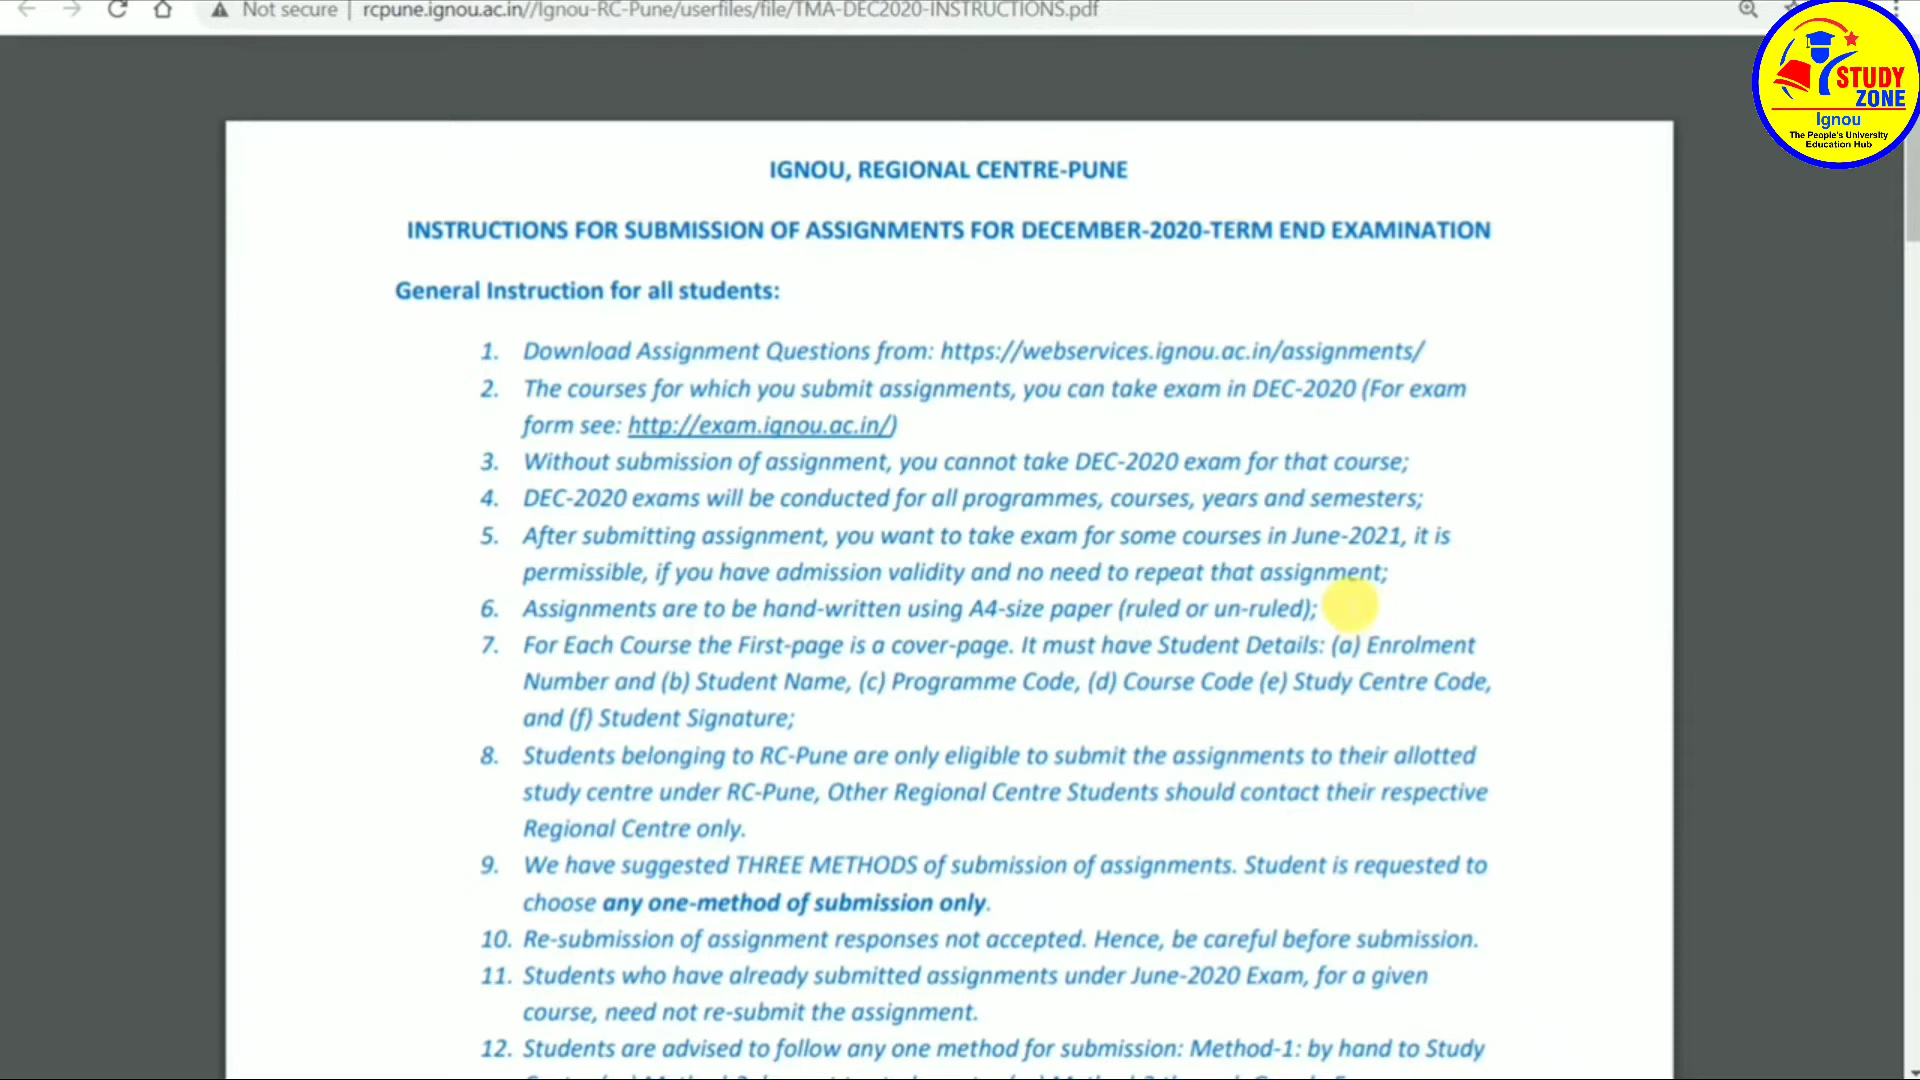 Not secure | rcpune.ignou.ac.in//Ignou-RC-Pune/userfiles/file/TMA-DEC2020-INSTRUCTIONS.pdf
STUDY
ZONE
Ignou
The People's University
Education Hub
IGNOU, REGIONAL CENTRE-PUNE
INSTRUCTIONS FOR SUBMISSION OF ASSIGNMENTS FOR DECEMBER-2020-TERM END EXAMINATION
General Instruction for all students:
1. Download Assignment Questions from: https://webservices.ignou.ac.in/assignments/
2. The courses for which you submit assignments, you can take exam in DEC-2020 (For exam
form see: http://exam.ignou.ac.in/)
3. Without submission of assignment, you cannot take DEC-2020 exam for that course;
4. DEC-2020 exams will be conducted for all programmes, courses, years and semesters;
5. After submitting assignment, you want to take exam for some courses in June-2021, it is
permissible, if you have admission validity and no need to repeat that assignment;
6. Assignments are to be hand-written using A4-size paper (ruled or un-ruled);
7. For Each Course the First-page is a cover-page. It must have Student Details: (a) Enrolment
Number and (b) Student Name, (c) Programme Code, (d) Course Code (e) Study Centre Code,
and (f) Student Signature;
8. Students belonging to RC-Pune are only eligible to submit the assignments to their allotted
study centre under RC-Pune, Other Regional Centre Students should contact their respective
Regional Centre only.
9. We have suggested THREE METHODS of submission of assignments. Student is requested to
choose any one-method of submission only.
10. Re-submission of assignment responses not accepted. Hence, be careful before submission.
11. Students who have already submitted assignments under June-2020 Exam, for a given
course, need not re-submit the assignment.
12. Students are advised to follow any one method for submission: Method-1: by hand to Study